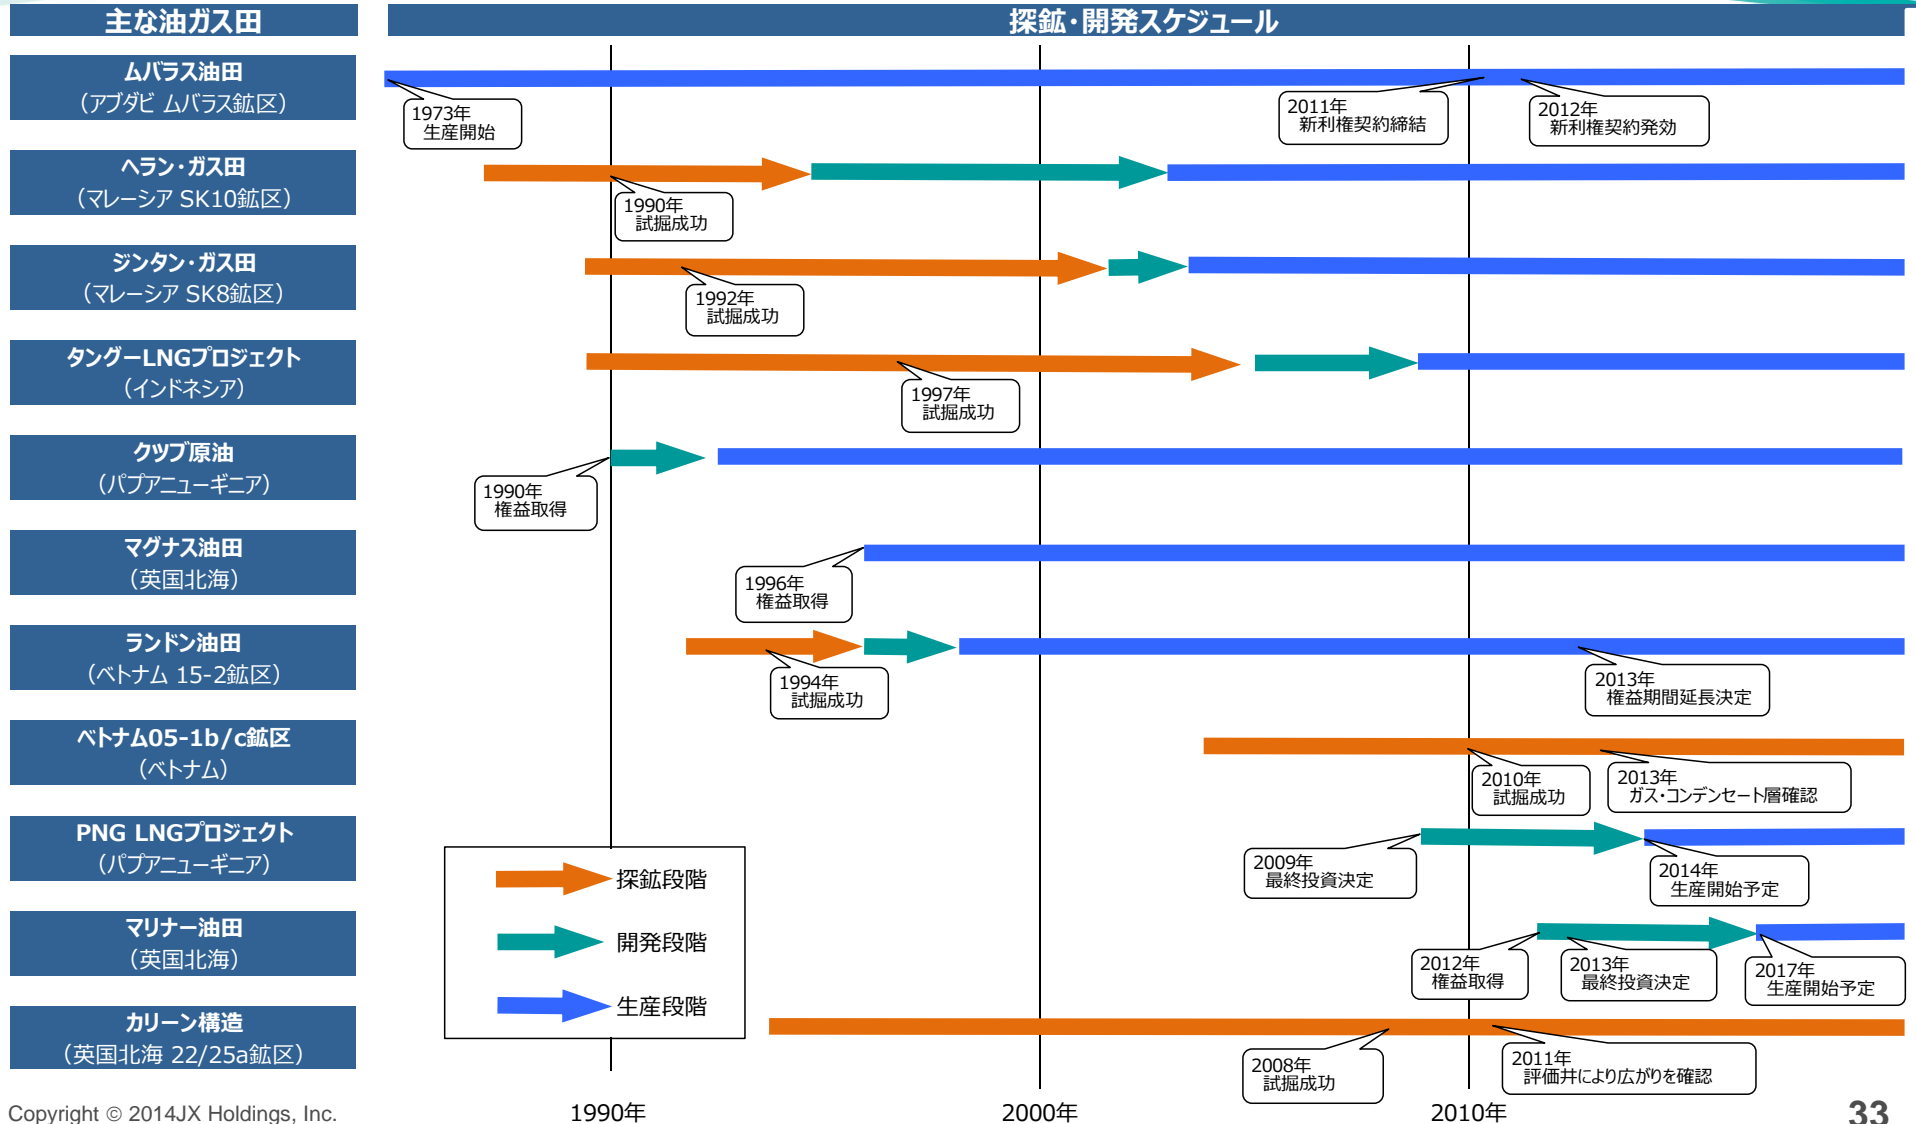 主な油ガス田
探鉱・開発スケジュール
ムバラス油田
（アブダビ ムバラス鉱区）
1973年
生産開始
2011年
新利権契約締結
2012年
新利権契約発効
ヘラン・ガス田
（マレーシア SK10鉱区）
1990年
試掘成功
ジンタン・ガス田
（マレーシア SK8鉱区）
1992年
試掘成功
タングーLNGプロジェクト
（インドネシア）
1997年
試掘成功
クツブ原油
（パプアニューギニア）
1990年
権益取得
マグナス油田
（英国北海）
1996年
権益取得
ランドン油田
（ベトナム 15-2鉱区）
1994年
試掘成功
2013年
権益期間延長決定
ベトナム05-1b/c鉱区
（ベトナム）
2010年
試掘成功
2013年
ガス・コンデンセート層確認
PNG LNGプロジェクト
（パプアニューギニア）
2009年
最終投資決定
2014年
生産開始予定
マリナー油田
（英国北海）
2012年
権益取得
2013年
最終投資決定
2017年
生産開始予定
カリーン構造
（英国北海 22/25a鉱区）
2008年
試掘成功
2011年
評価井により広がりを確認
探鉱段階
開発段階
生産段階
1990年
2000年
2010年
Copyright © 2014JX Holdings, Inc.
33